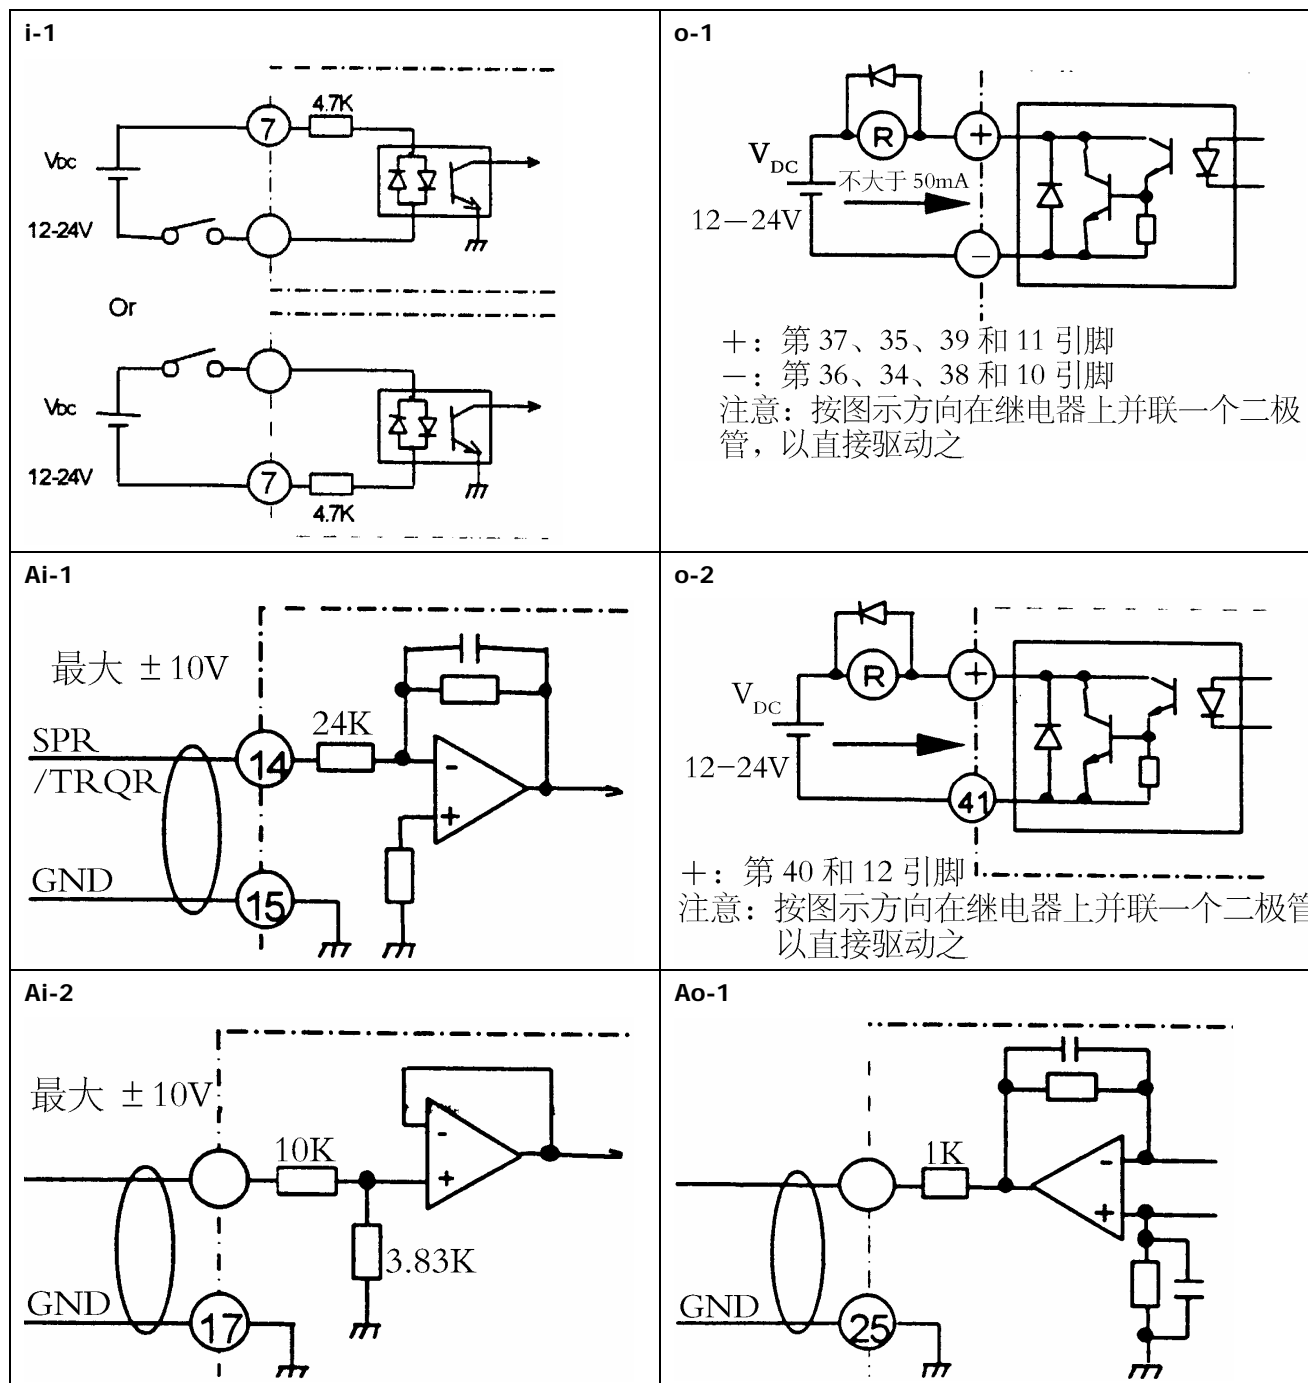 i-1
4.7K
7
VDC
12-24V
Or
VDC
12-24V
7
4.7K
o-1
R
+
VDC
不大于 50mA
12－24V
－
＋：第 37、35、39 和 11 引脚
－：第 36、34、38 和 10 引脚
注意：按图示方向在继电器上并联一个二极
管，以直接驱动之
Ai-1
最大 ±10V
24K
SPR
14
/TRQR
-
+
GND
15
o-2
R
+
VDC
12－24V
41
＋：第 40 和 12 引脚
注意：按图示方向在继电器上并联一个二极管
以直接驱动之
Ai-2
最大 ±10V
10K
-
+
3.83K
GND
17
Ao-1
1K
-
+
GND
25